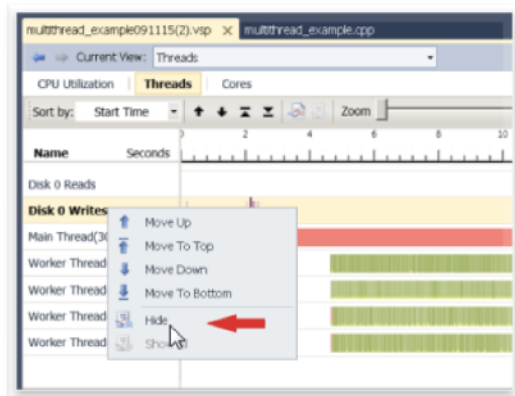 multithread_example091115(2).vsp multithread_example.cpp
Current View: Threads
CPU Utilization Threads Cores
Sort by: Start Time Zoom
0 2 4 6 8 10
Name Seconds
Disk 0 Reads
Disk 0 Writes
Main Thread(30
Move Up
Move To Top
Worker Thread
Move Down
Worker Thread
Move To Bottom
Worker Thread
Hide
Worker Thread